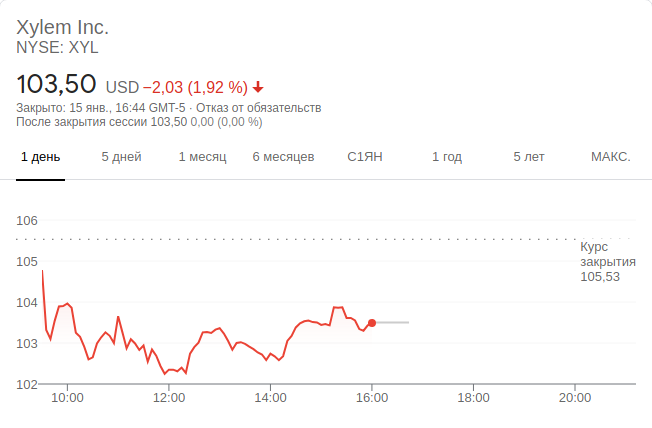 Xylem Inc.
NYSE: XYL
103,50 USD −2,03 (1,92 %)
Закрыто: 15 янв., 16:44 GMT-5 · Отказ от обязательств
После закрытия сессии 103,50 0,00 (0,00 %)
1 день 5 дней 1 месяц 6 месяцев С1ЯН 1 год 5 лет МАКС.
106
Курс
105 закрытия
105,53
104
103
102
10:00 12:00 14:00 16:00 18:00 20:00